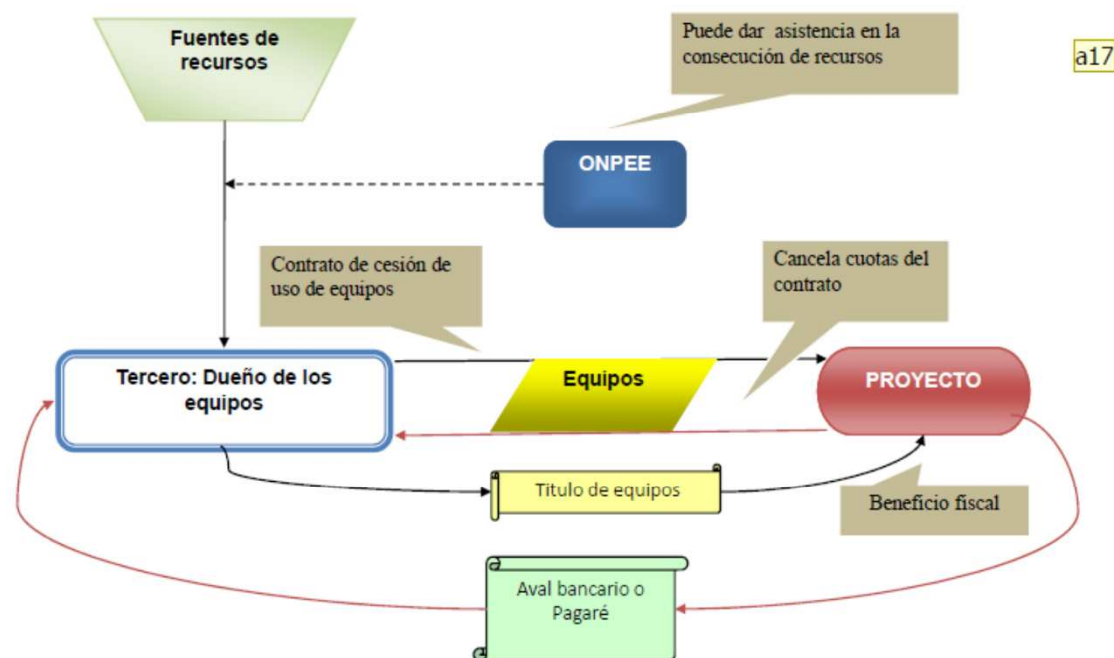 Fuentes de
recursos
Puede dar asistencia en la
consecución de recursos
a17
ONPEE
Contrato de cesión de
uso de equipos
Cancela cuotas del
contrato
Tercero: Dueño de los
equipos
Equipos
PROYECTO
Titulo de equipos
Beneficio fiscal
Aval bancario o
Pagaré